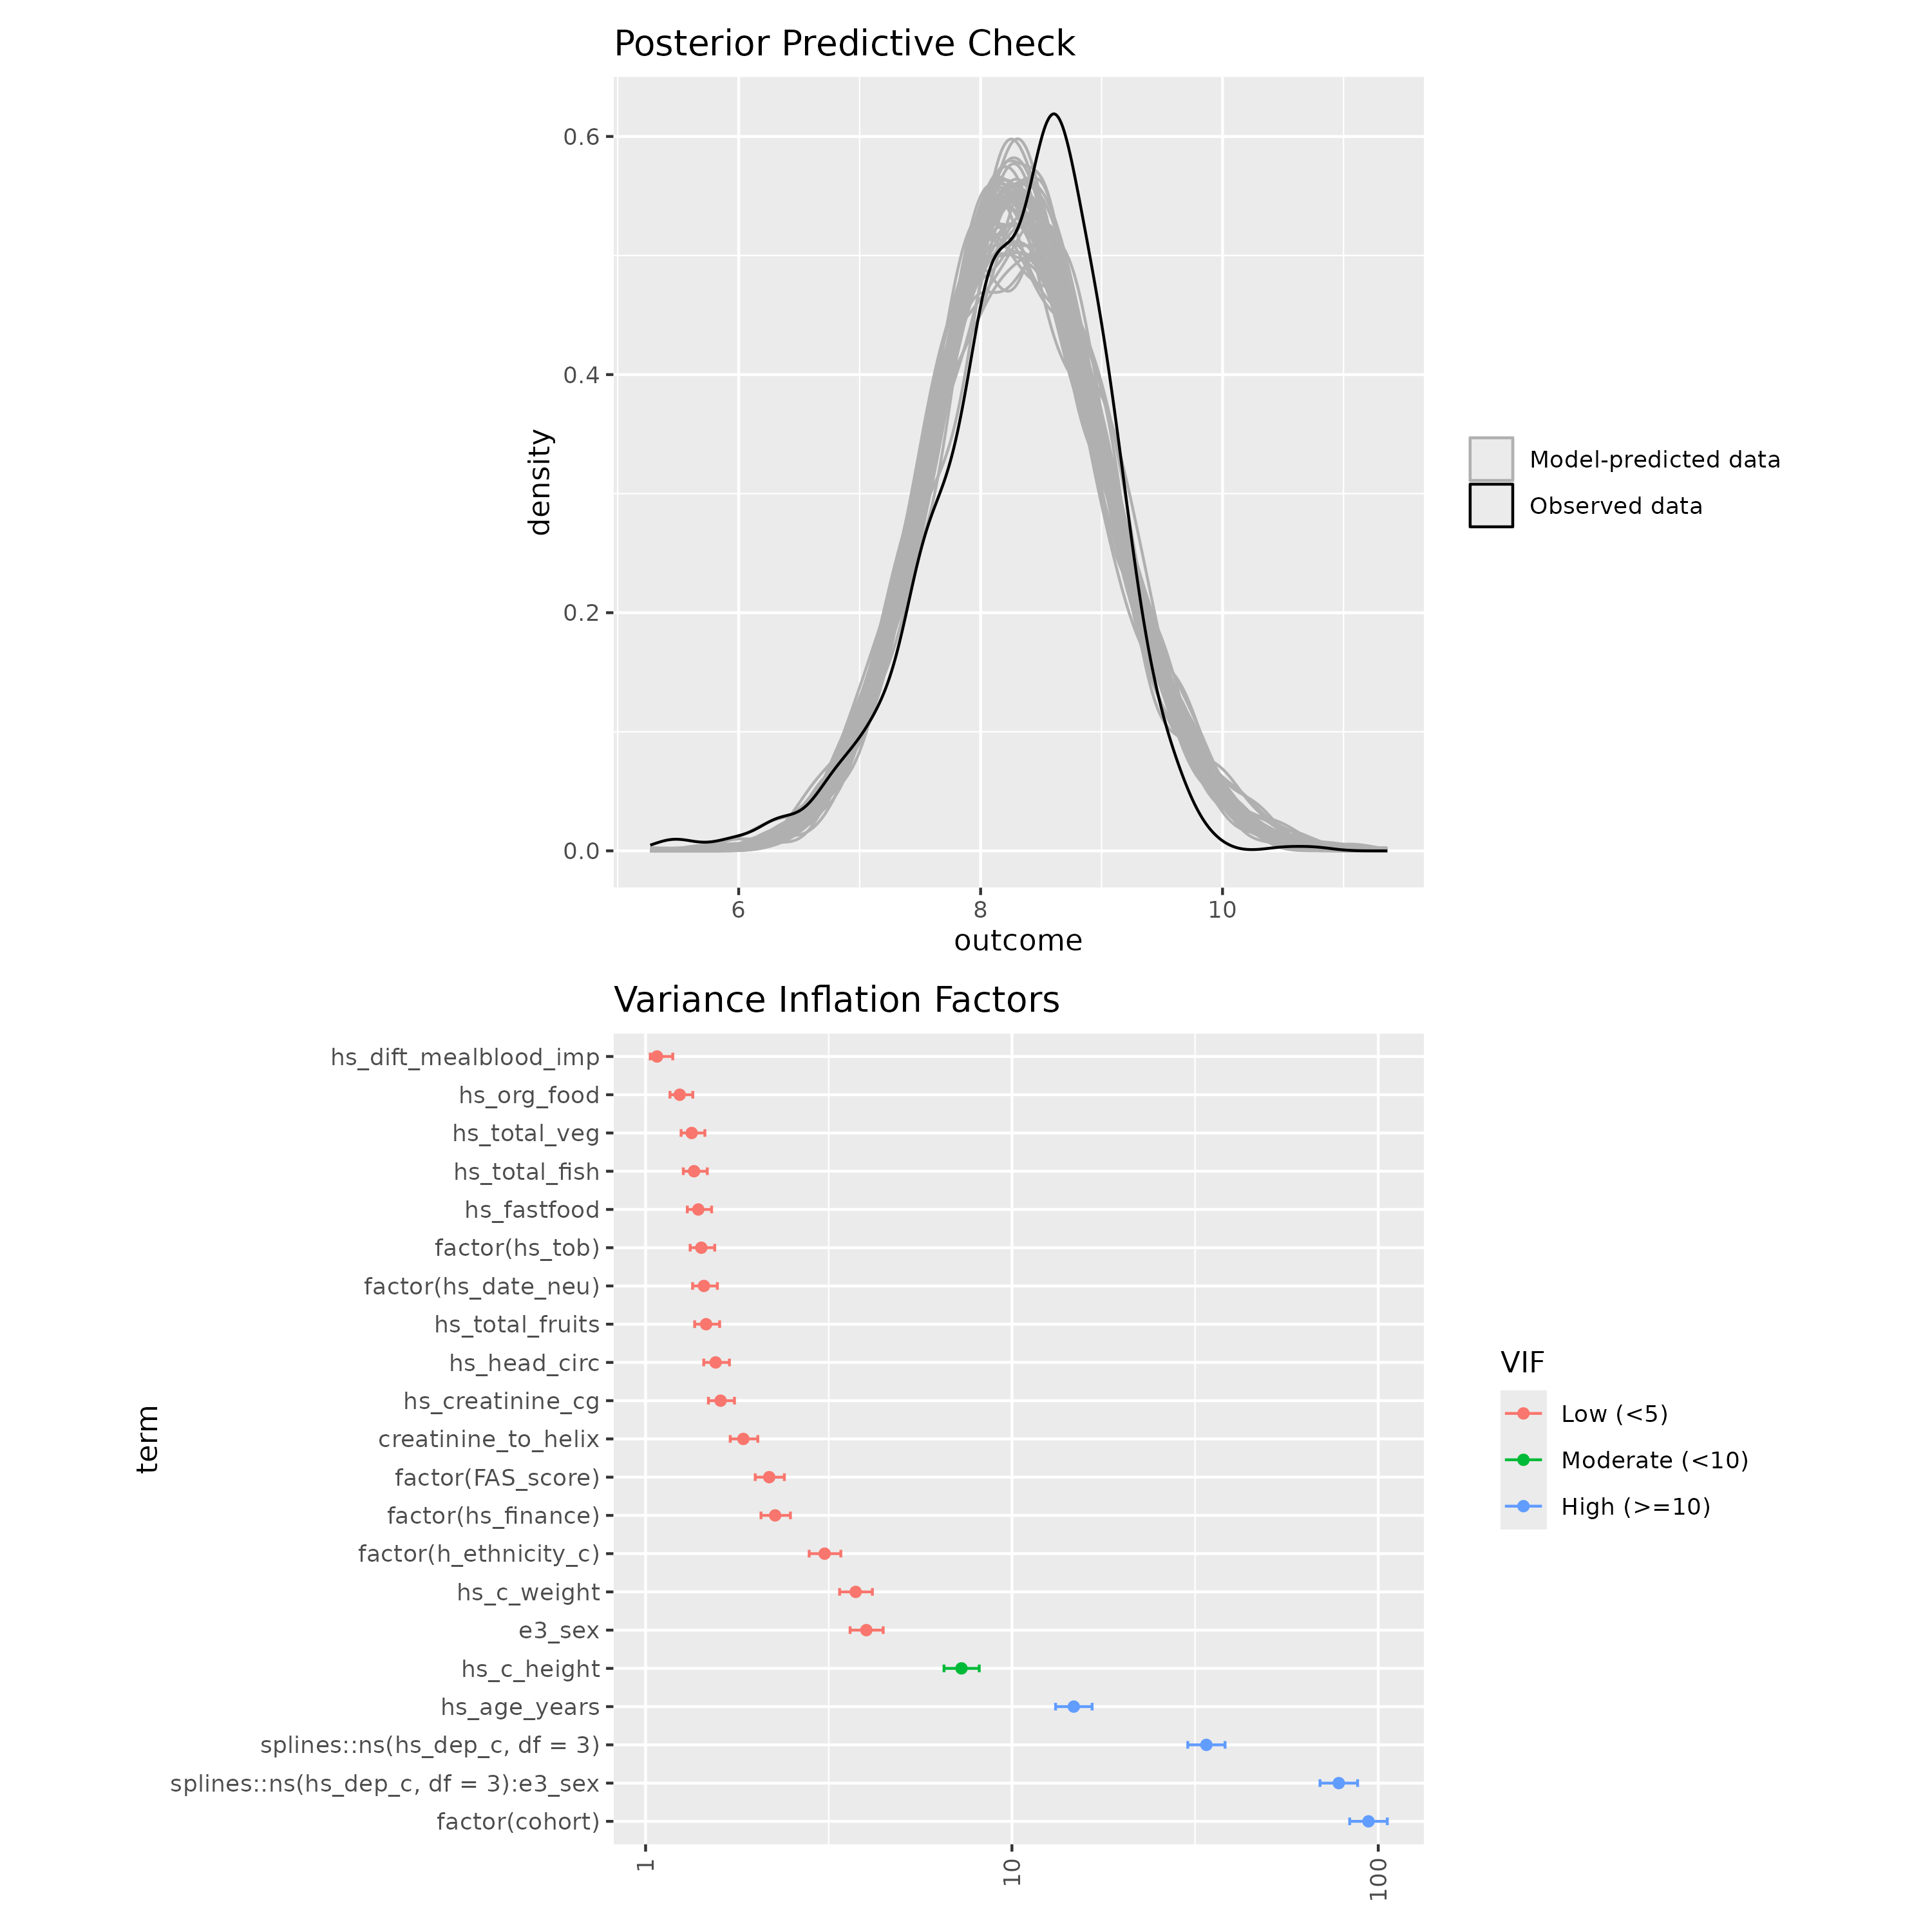 Posterior Predictive Check
0.6
0.4
0.2
0.0
density
6
8
10
outcome
Model-predicted data
Observed data
Variance Inflation Factors
term
hs_dift_mealblood_imp
hs_org_food
hs_total_veg
hs_total_fish
hs_fastfood
factor(hs_tob)
factor(hs_date_neu)
hs_total_fruits
hs_head_circ
hs_creatinine_cg
creatinine_to_helix
factor(FAS_score)
factor(hs_finance)
factor(h_ethnicity_c)
hs_c_weight
e3_sex
hs_c_height
hs_age_years
splines::ns(hs_dep_c, df = 3)
splines::ns(hs_dep_c, df = 3):e3_sex
factor(cohort)
1
10
100
VIF
Low (<5)
Moderate (<10)
High (>=10)